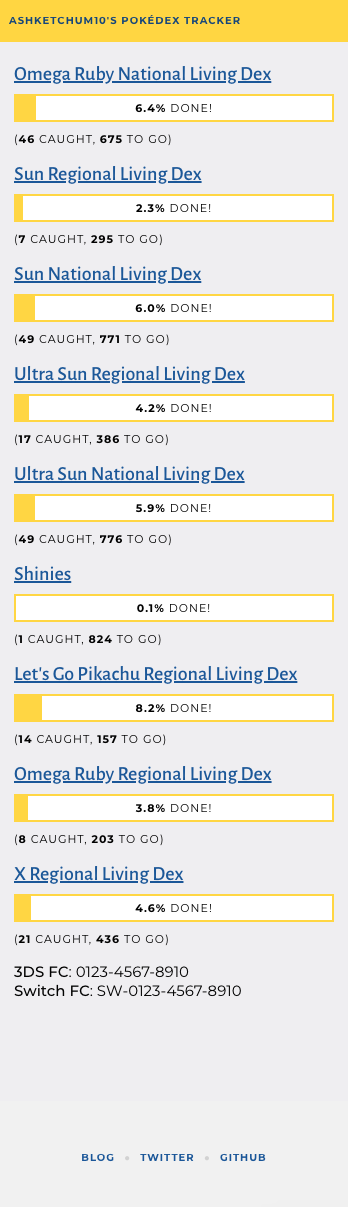 ASHKETCHUM10'S POKÉDEX TRACKER
Omega Ruby National Living Dex
6.4% DONE!
(46 CAUGHT, 675 TO GO)
Sun Regional Living Dex
2.3% DONE!
(7 CAUGHT, 295 TO GO)
Sun National Living Dex
6.0% DONE!
(49 CAUGHT, 771 TO GO)
Ultra Sun Regional Living Dex
4.2% DONE!
(17 CAUGHT, 386 TO GO)
Ultra Sun National Living Dex
5.9% DONE!
(49 CAUGHT, 776 TO GO)
Shinies
0.1% DONE!
(1 CAUGHT, 824 TO GO)
Let's Go Pikachu Regional Living Dex
8.2% DONE!
(14 CAUGHT, 157 TO GO)
Omega Ruby Regional Living Dex
3.8% DONE!
(8 CAUGHT, 203 TO GO)
X Regional Living Dex
4.6% DONE!
(21 CAUGHT, 436 TO GO)
3DS FC: 0123-4567-8910
Switch FC: SW-0123-4567-8910
BLOG • TWITTER • GITHUB